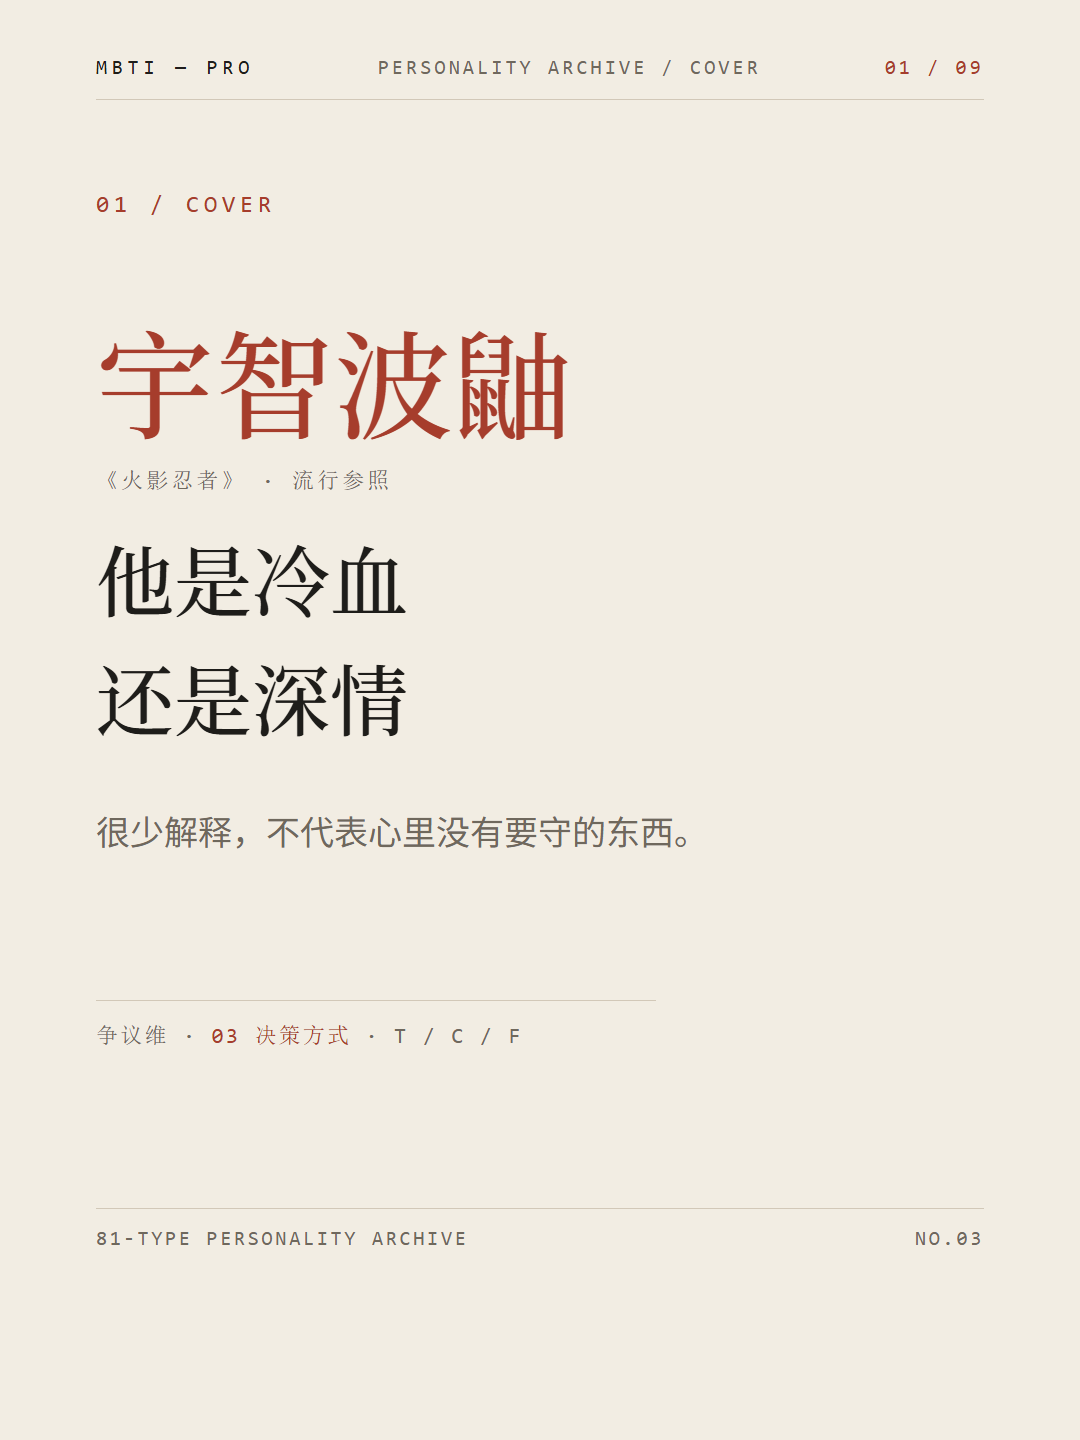 MBTI — PRO
PERSONALITY ARCHIVE / COVER
01 / 09
01 / COVER
宇智波鼬
《火影忍者》 · 流行参照
他是冷血
还是深情
很少解释，不代表心里没有要守的东西。
争议维 · 03 决策方式 · T / C / F
81-TYPE PERSONALITY ARCHIVE
NO.03